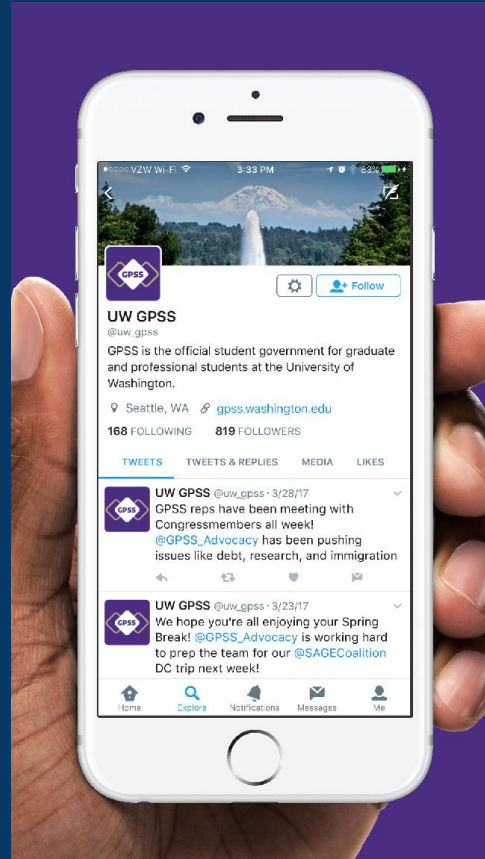 VZW Wi-Fi 3:33 PM 83%
GPSS
Follow
UW GPSS
@uw_gpss
GPSS is the official student government for graduate
and professional students at the University of
Washington.
Seattle, WA gpss.washington.edu
168 FOLLOWING 819 FOLLOWERS
TWEETS TWEETS & REPLIES MEDIA LIKES
UW GPSS @uw_gpss · 3/28/17
GPSS
GPSS reps have been meeting with
Congressmembers all week!
@GPSS_Advocacy has been pushing
issues like debt, research, and immigration
UW GPSS @uw_gpss · 3/23/17
GPSS
We hope you're all enjoying your Spring
Break! @GPSS_Advocacy is working hard
to prep the team for our @SAGECoalition
DC trip next week!
Home Explore Notifications Messages Me